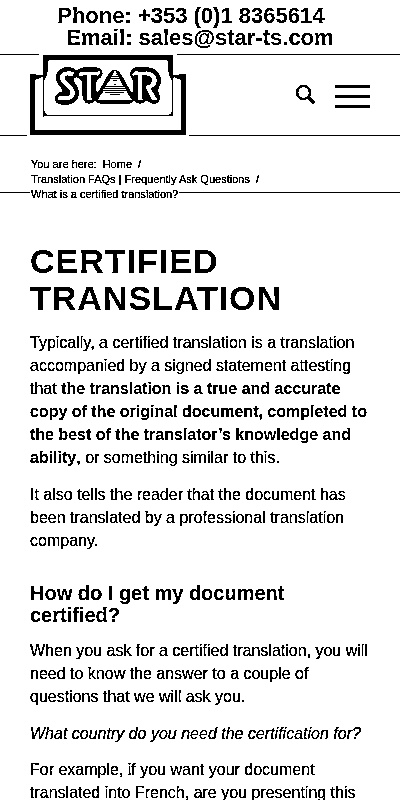 Phone: +353 (0)1 8365614
Email: sales@star-ts.com
STAR
You are here: Home /
Translation FAQs | Frequently Ask Questions /
What is a certified translation?
CERTIFIED
TRANSLATION
Typically, a certified translation is a translation
accompanied by a signed statement attesting
that the translation is a true and accurate
copy of the original document, completed to
the best of the translator's knowledge and
ability, or something similar to this.
It also tells the reader that the document has
been translated by a professional translation
company.
How do I get my document
certified?
When you ask for a certified translation, you will
need to know the answer to a couple of
questions that we will ask you.
What country do you need the certification for?
For example, if you want your document
translated into French, are you presenting this